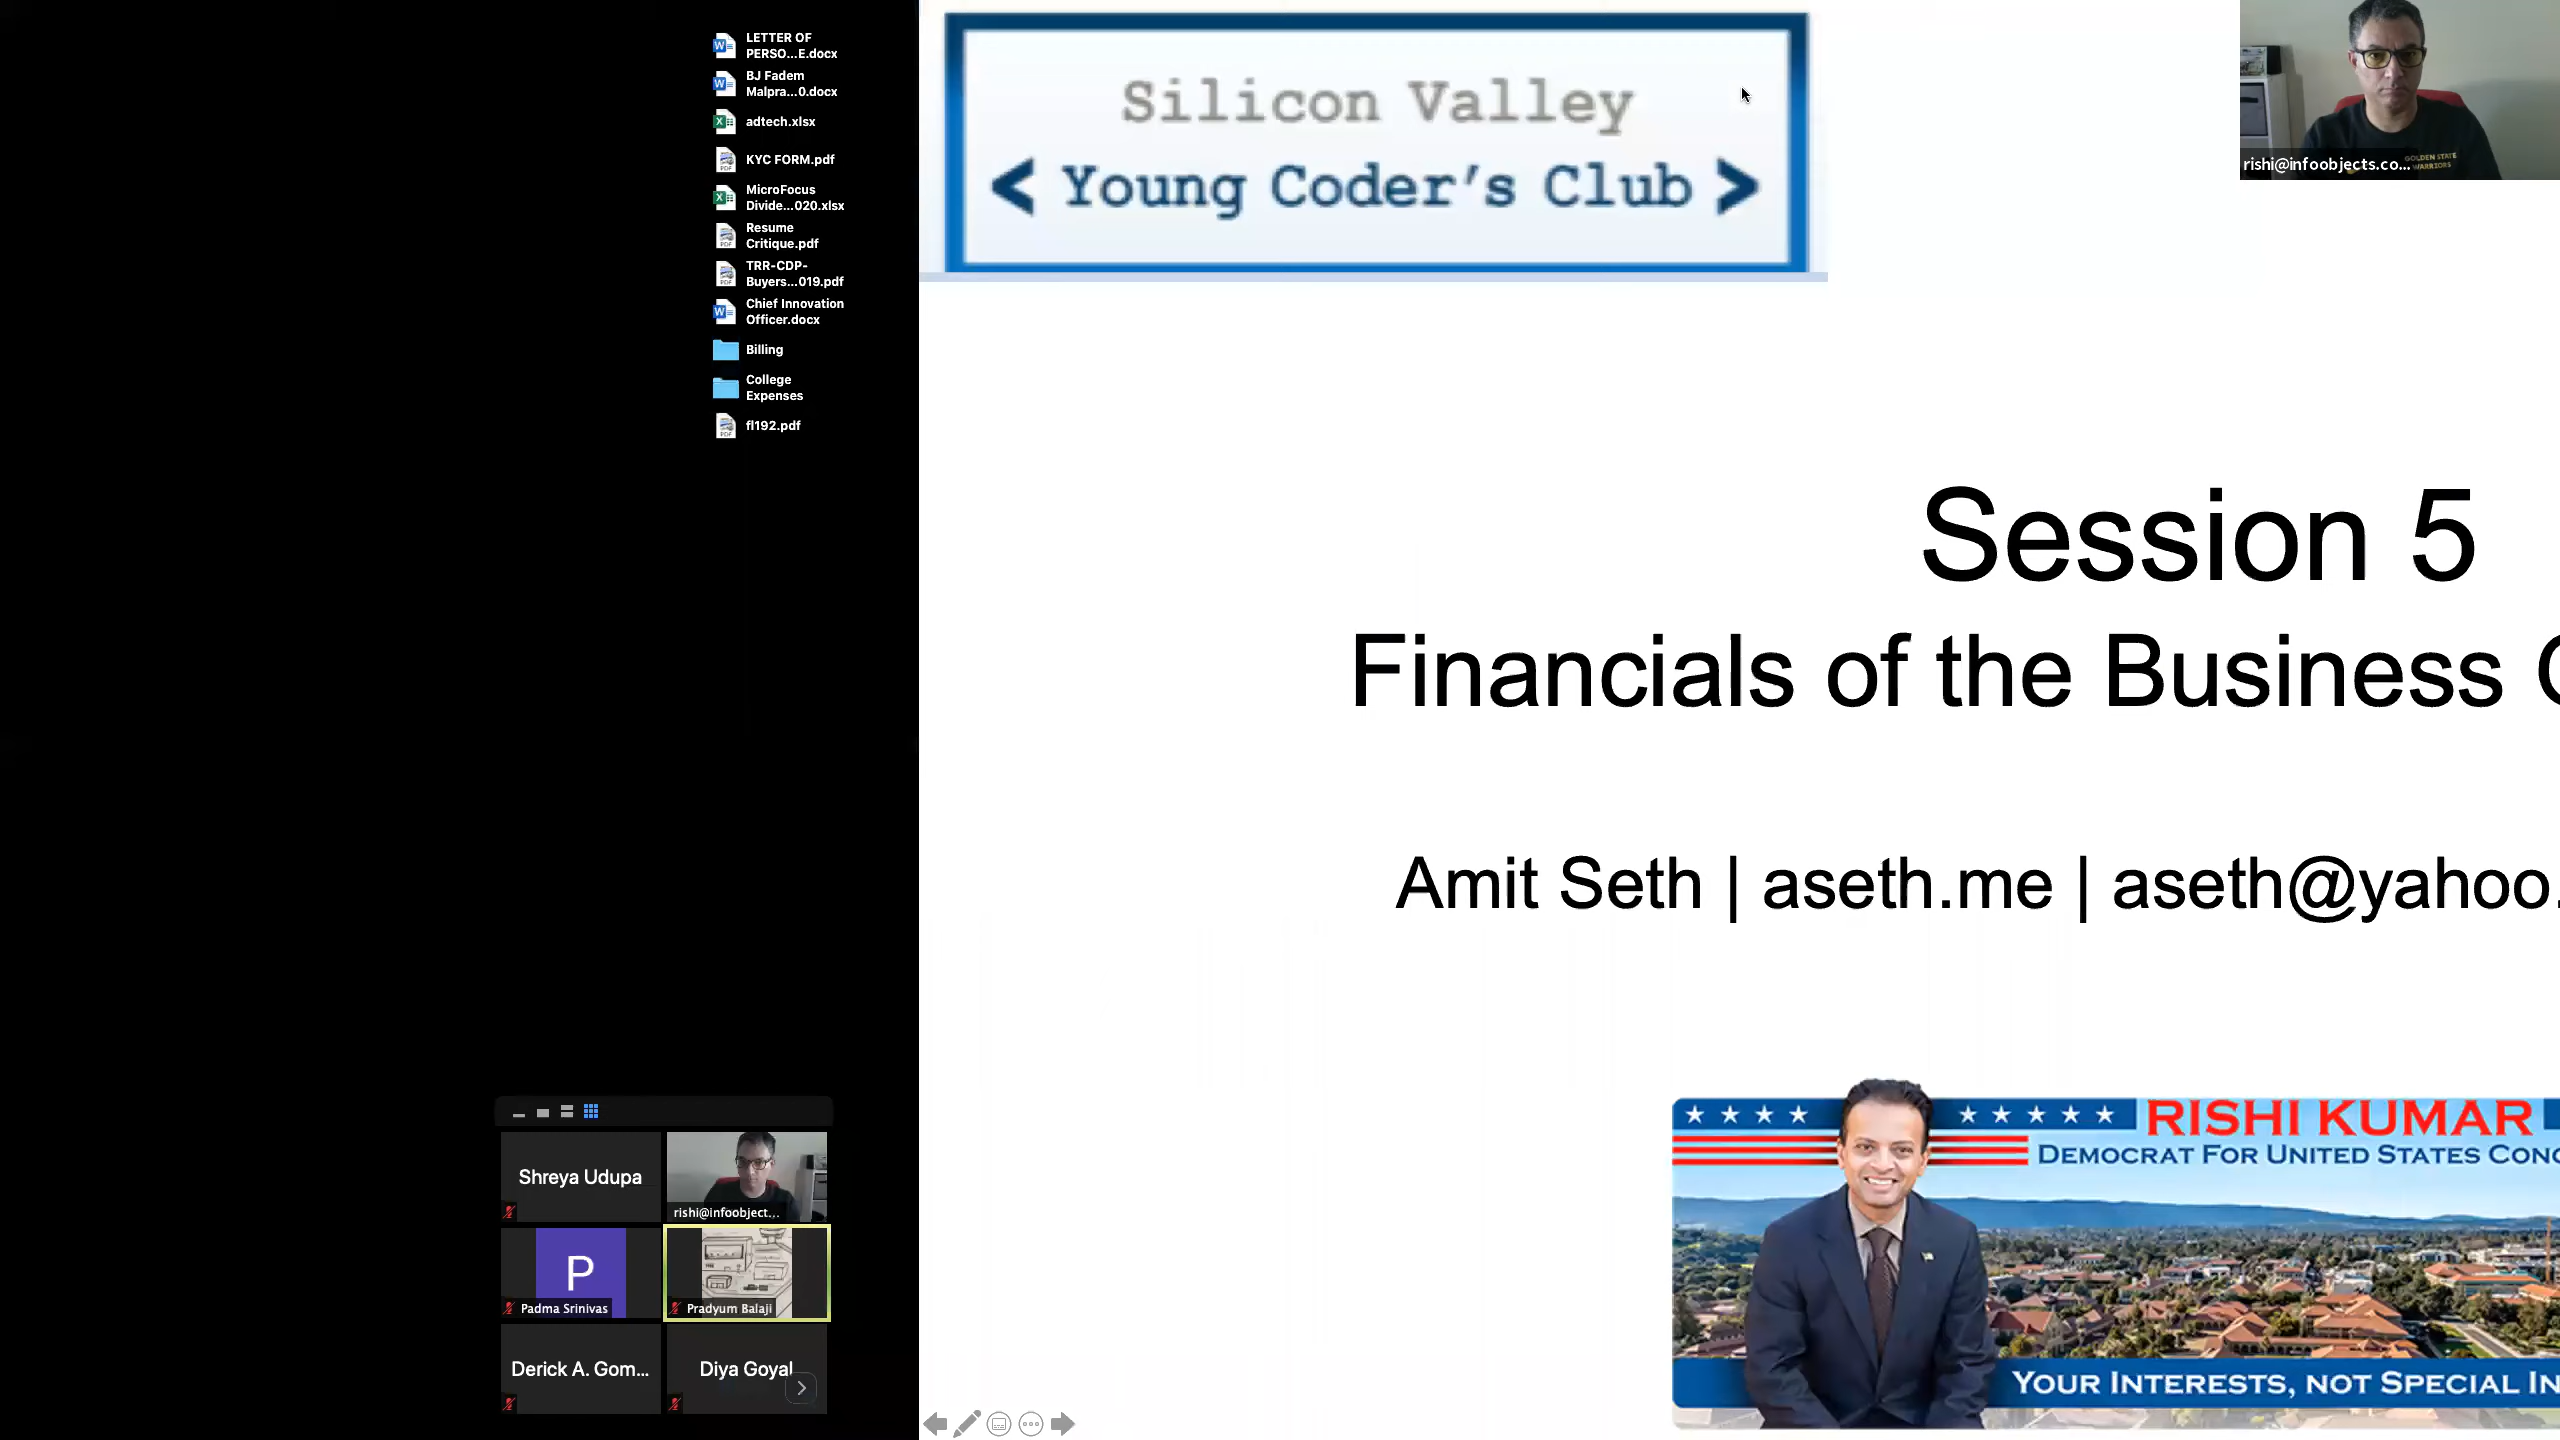 LETTER OF
PERSO...E.docx
BJ Fadem
Malpra...0.docx
adtech.xlsx
KYC FORM.pdf
MicroFocus
Divide...020.xlsx
Resume
Critique.pdf
TRR-CDP-
Buyers...019.pdf
Chief Innovation
Officer.docx
Billing
College
Expenses
fl192.pdf
Silicon Valley
< Young Coder's Club >
rishi@infoobjects.co...
GOLDEN STATE
WARRIORS
Session 5
Financials of the Business
Amit Seth | aseth.me | aseth@yahoo.
RISHI KUMAR
DEMOCRAT FOR UNITED STATES CONG
YOUR INTERESTS, NOT SPECIAL IN
Shreya Udupa
rishi@infoobject...
P
Padma Srinivas
Pradyum Balaji
Derick A. Gom...
Diya Goyal